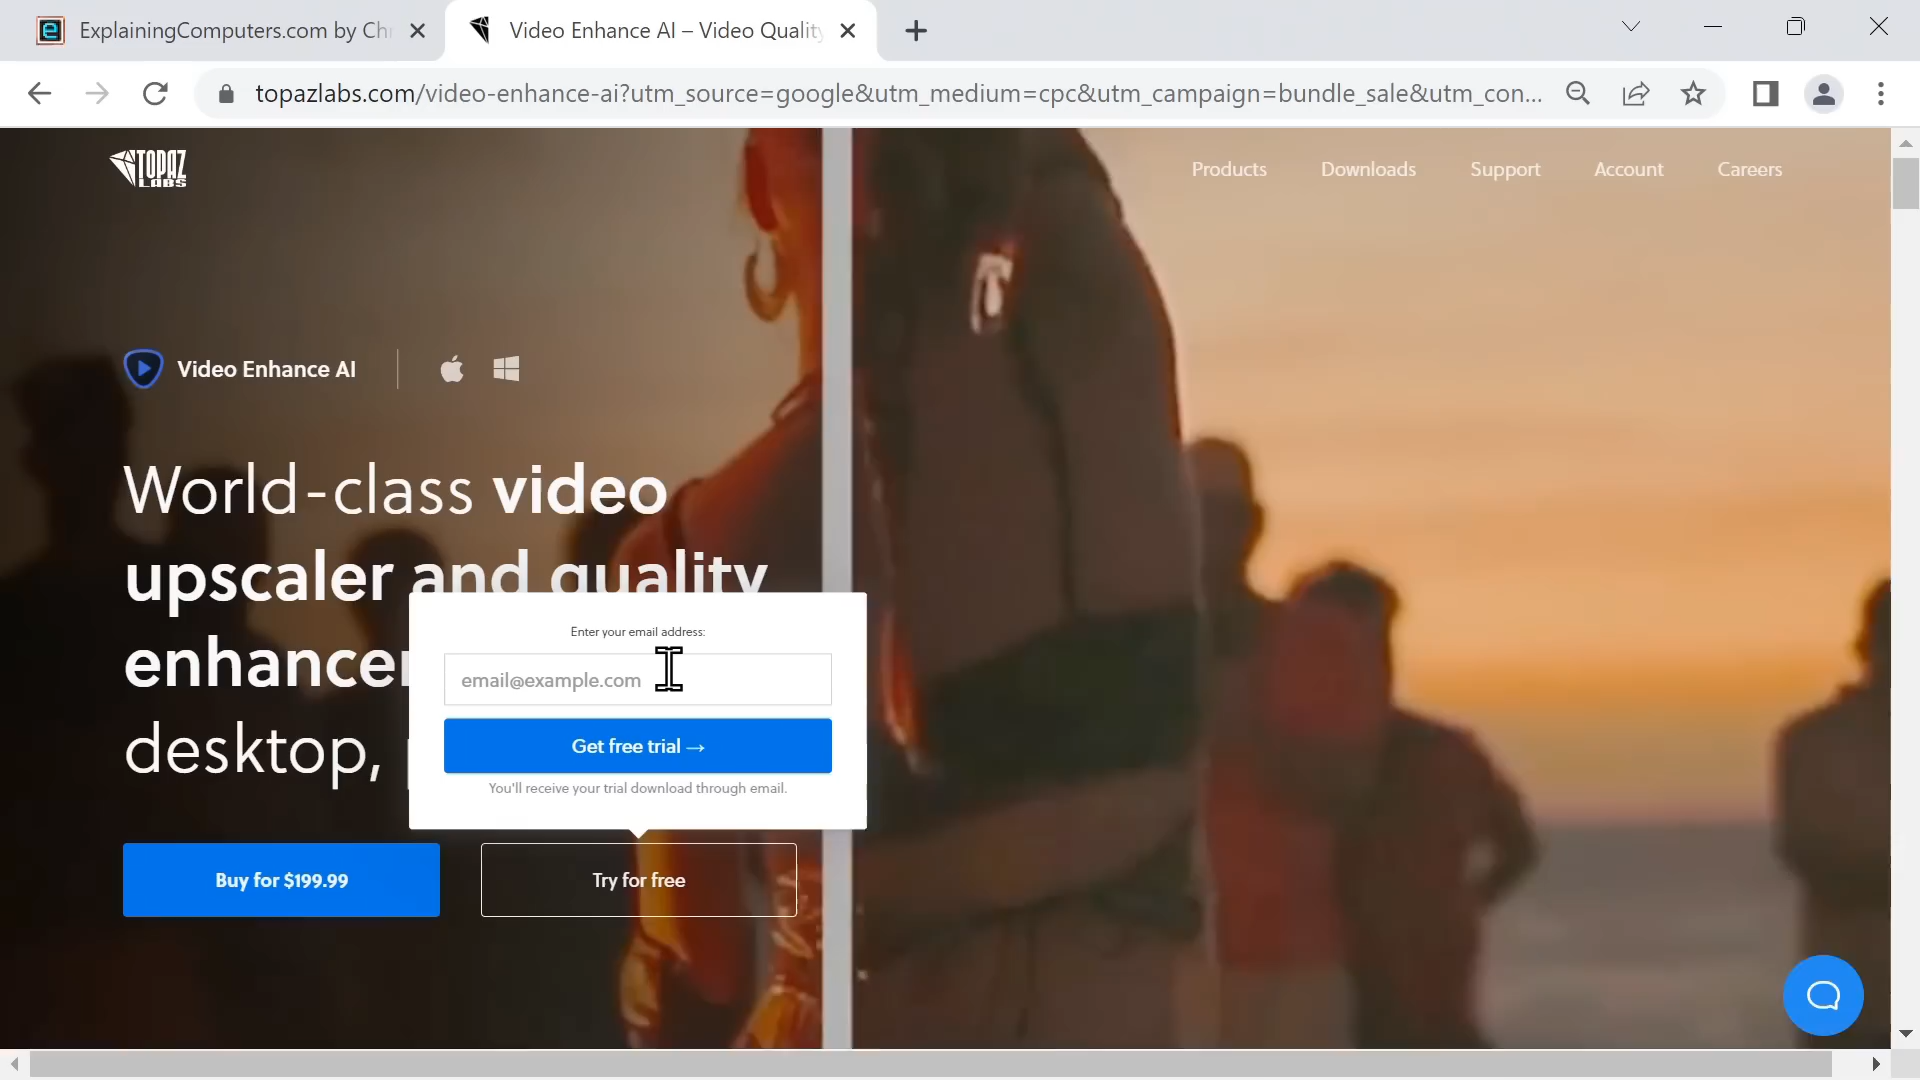 ExplainingComputers.com by Ch
Video Enhance AI – Video Quality
topazlabs.com/video-enhance-ai?utm_source=google&utm_medium=cpc&utm_campaign=bundle_sale&utm_con...
TOPAZ
LABS
Products
Downloads
Support
Account
Careers
Video Enhance AI
World-class video
upscaler and quality
enhancer
desktop,
Enter your email address:
email@example.com
Get free trial →
You'll receive your trial download through email.
Buy for $199.99
Try for free